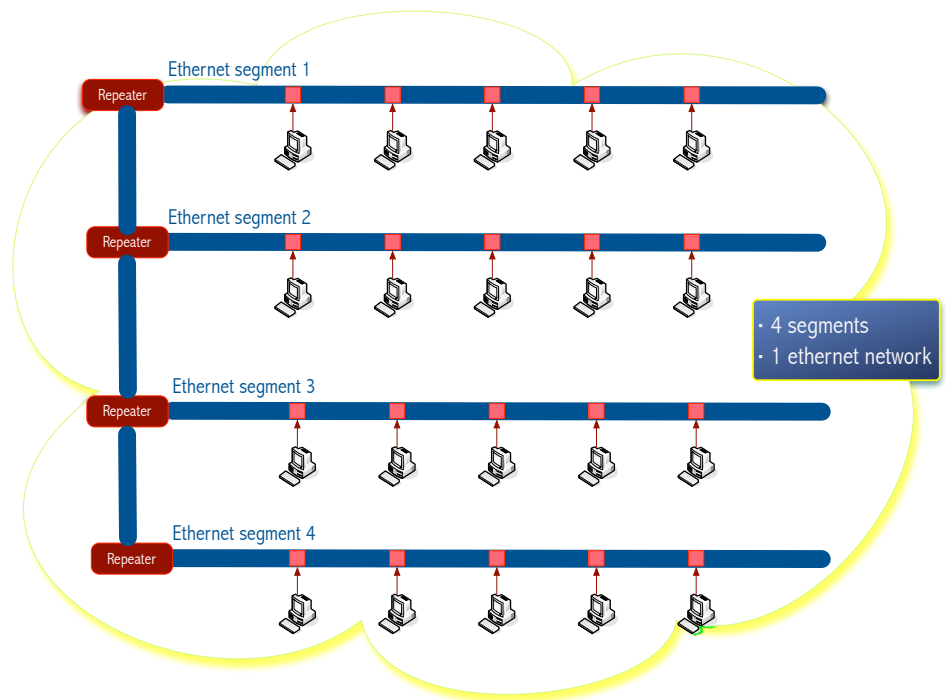 Ethernet segment 1
Repeater
Ethernet segment 2
Repeater
· 4 segments
· 1 ethernet network
Ethernet segment 3
Repeater
Ethernet segment 4
Repeater